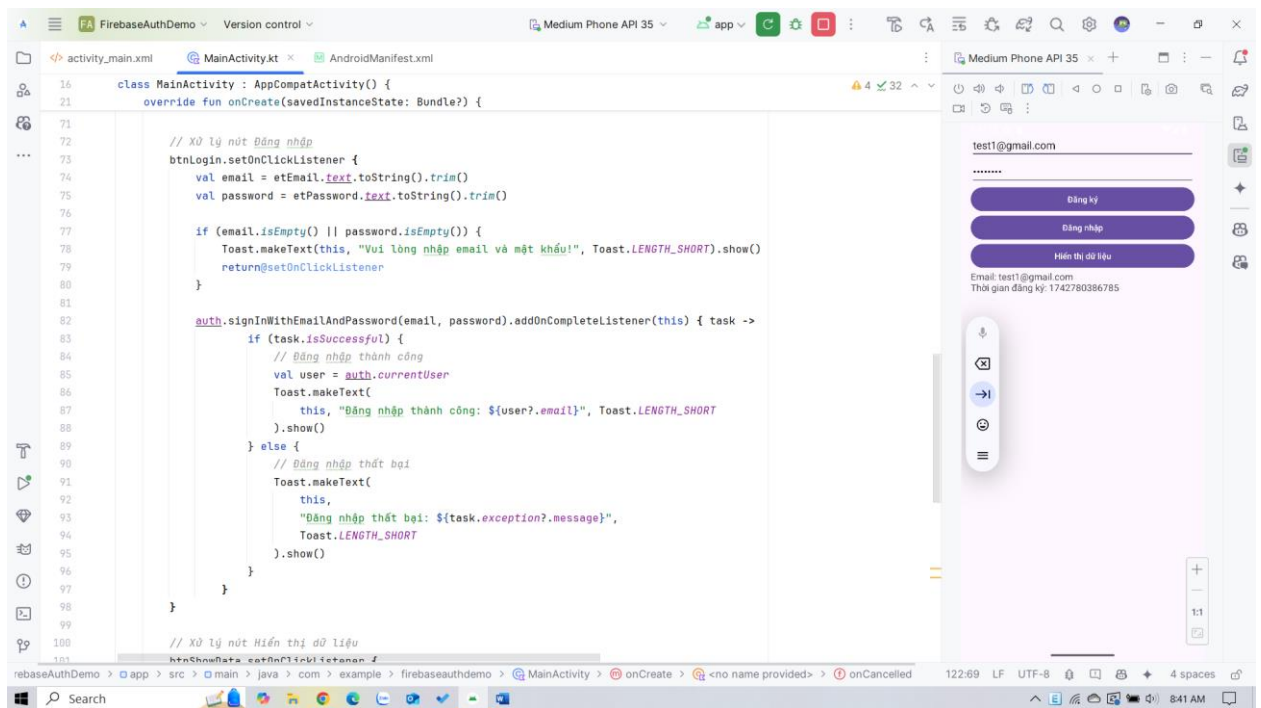 FA FirebaseAuthDemo Version control Medium Phone API 35 app
activity_main.xml MainActivity.kt AndroidManifest.xml Medium Phone API 35
16 class MainActivity : AppCompatActivity() {
4 32
21 override fun onCreate(savedInstanceState: Bundle?) {
71
72 // Xử lý nút Đăng nhập
73 btnLogin.setOnClickListener {
74 val email = etEmail.text.toString().trim()
75 val password = etPassword.text.toString().trim()
76
77 if (email.isEmpty() || password.isEmpty()) {
78 Toast.makeText(this, "Vui lòng nhập email và mật khẩu!", Toast.LENGTH_SHORT).show()
79 return@setOnClickListener
80 }
81
82 auth.signInWithEmailAndPassword(email, password).addOnCompleteListener(this) { task ->
83 if (task.isSuccessful) {
84 // Đăng nhập thành công
85 val user = auth.currentUser
86 Toast.makeText(
87 this, "Đăng nhập thành công: ${user?.email}", Toast.LENGTH_SHORT
88 ).show()
89 } else {
90 // Đăng nhập thất bại
91 Toast.makeText(
92 this,
93 "Đăng nhập thất bại: ${task.exception?.message}",
94 Toast.LENGTH_SHORT
95 ).show()
96 }
97 }
98 }
99
100 // Xử lý nút Hiển thị dữ liệu
101 btnShowData.setOnClickListener {
test1@gmail.com
••••••••
Đăng ký
Đăng nhập
Hiển thị dữ liệu
Email: test1@gmail.com
Thời gian đăng ký: 1742780386785
1:1
rebaseAuthDemo > app > src > main > java > com > example > firebaseauthdemo > MainActivity > onCreate > <no name provided> > onCancelled 122:69 LF UTF-8 4 spaces
Search 8:41 AM